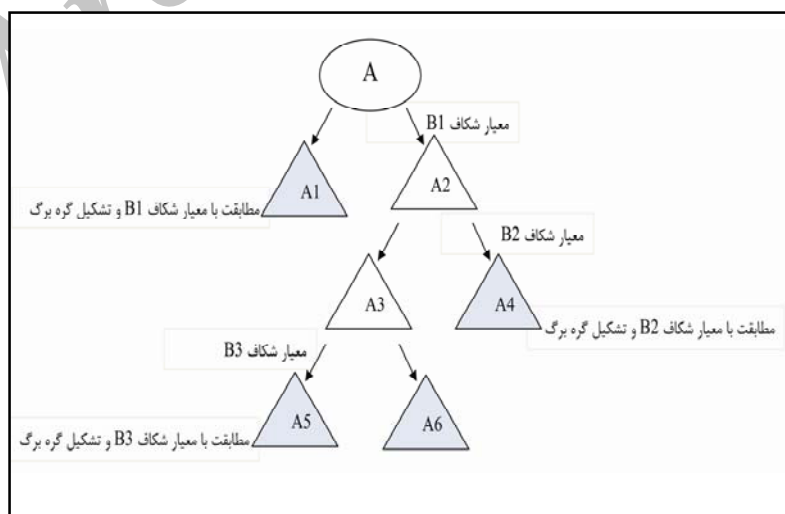 A
معیار شکاف B1
A1
A2
مطابقت با معیار شکاف B1 و تشکیل گره برگ
معیار شکاف B2
A3
A4
مطابقت با معیار شکاف B2 و تشکیل گره برگ
معیار شکاف B3
A5
A6
مطابقت با معیار شکاف B3 و تشکیل گره برگ